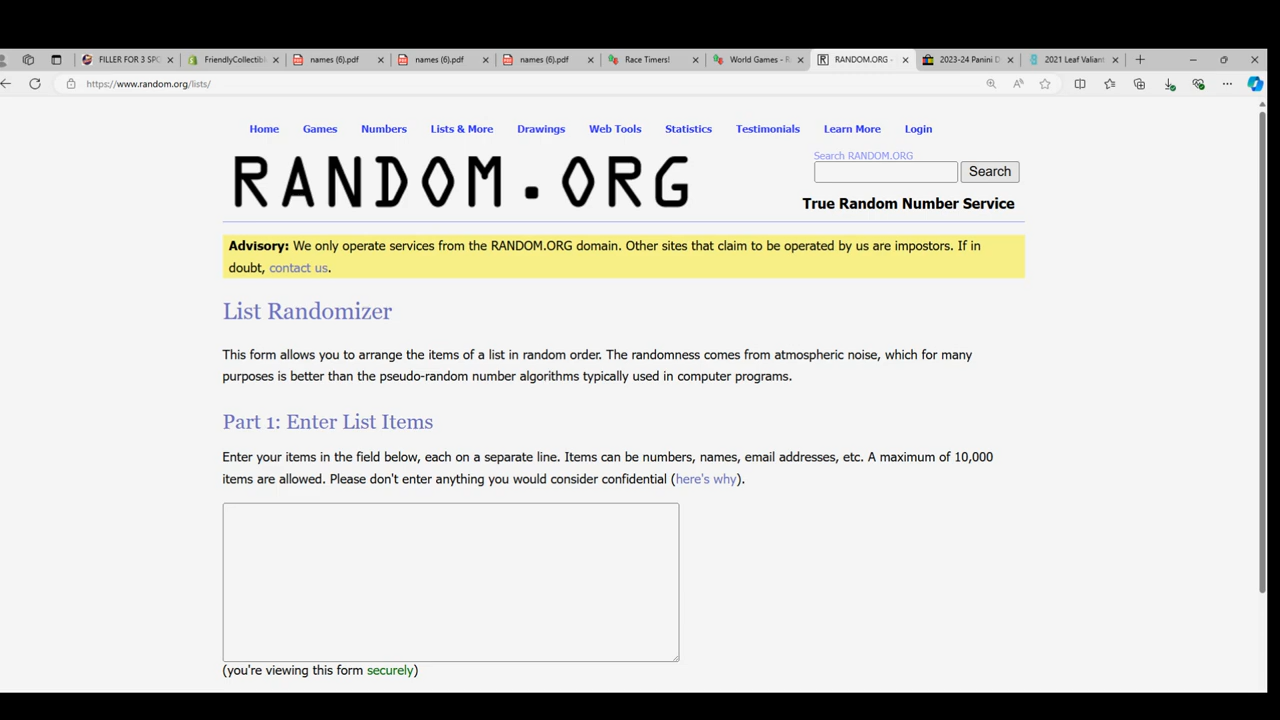 FILLER FOR 3 SPO
FriendlyCollectib
names (6).pdf
names (6).pdf
names (6).pdf
Race Timers!
World Games - R
RANDOM.ORG -
2023-24 Panini D
2021 Leaf Valiant
https://www.random.org/lists/
Home Games Numbers Lists & More Drawings Web Tools Statistics Testimonials Learn More Login
RANDOM.ORG
Search RANDOM.ORG
Search
True Random Number Service
Advisory: We only operate services from the RANDOM.ORG domain. Other sites that claim to be operated by us are impostors. If in
doubt, contact us.
List Randomizer
This form allows you to arrange the items of a list in random order. The randomness comes from atmospheric noise, which for many
purposes is better than the pseudo-random number algorithms typically used in computer programs.
Part 1: Enter List Items
Enter your items in the field below, each on a separate line. Items can be numbers, names, email addresses, etc. A maximum of 10,000
items are allowed. Please don't enter anything you would consider confidential (here's why).
(you're viewing this form securely)